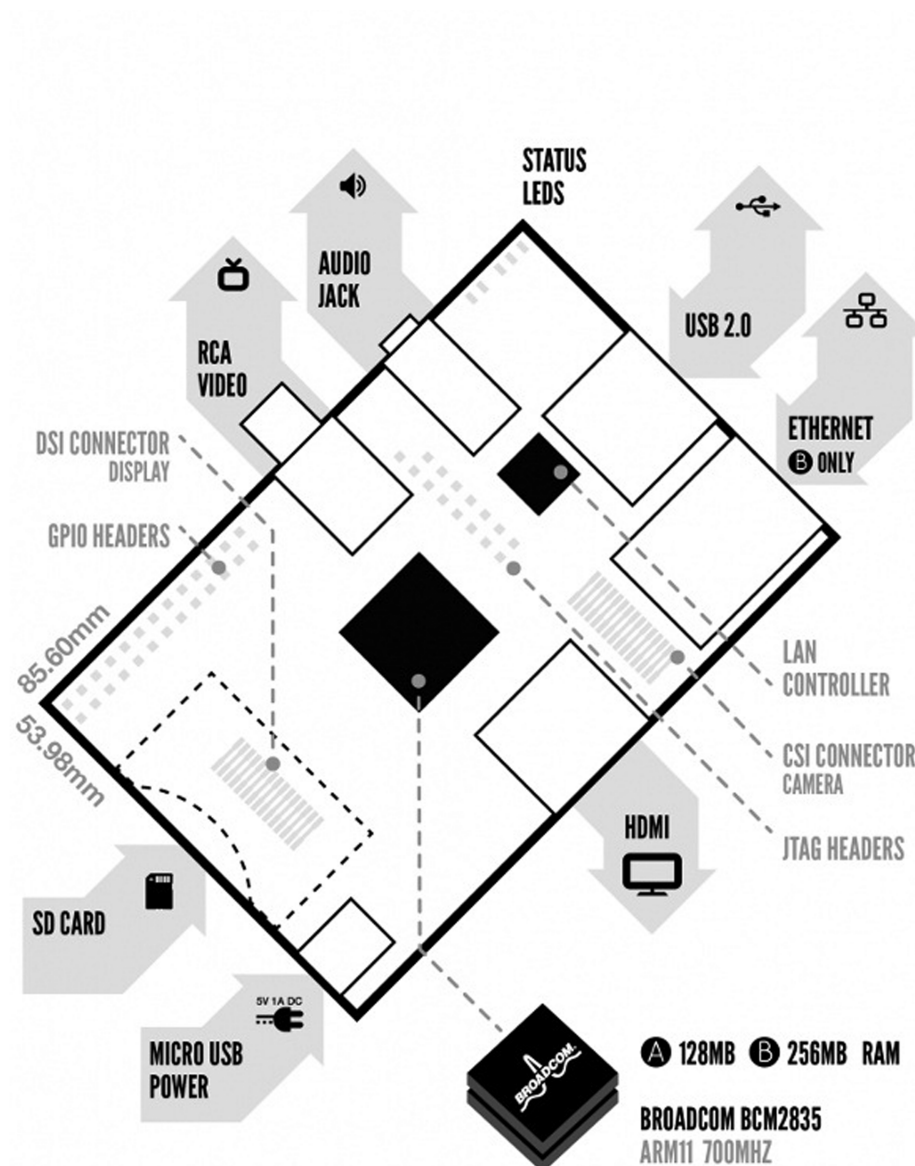 STATUS
LEDS
AUDIO
JACK
USB 2.0
RCA
VIDEO
ETHERNET
B ONLY
DSI CONNECTOR
DISPLAY
GPIO HEADERS
85.60mm
53.98mm
LAN
CONTROLLER
CSI CONNECTOR
CAMERA
JTAG HEADERS
HDMI
SD CARD
5V 1A DC
MICRO USB
POWER
BROADCOM.
A 128MB B 256MB RAM
BROADCOM BCM2835
ARM11 700MHZ